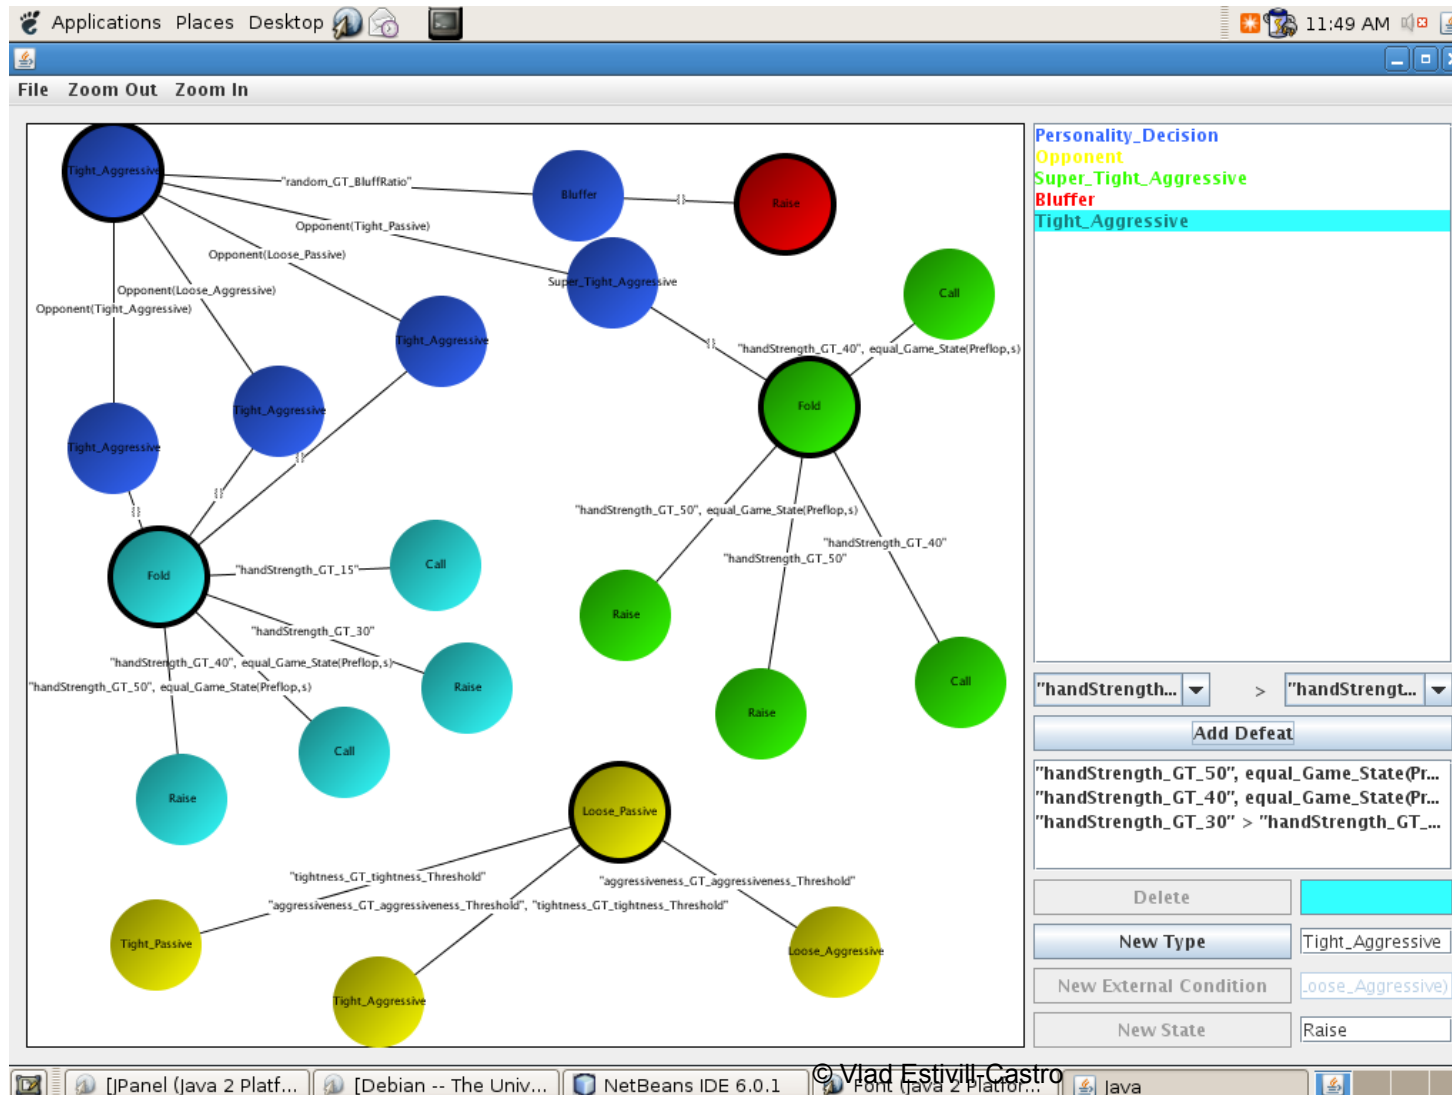 Applications Places Desktop
11:49 AM
File Zoom Out Zoom In
Tight_Aggressive
"random_GT_BluffRatio"
Bluffer
{}
Raise
Opponent(Tight_Passive)
Opponent(Loose_Passive)
Super_Tight_Aggressive
Opponent(Loose_Aggressive)
Opponent(Tight_Aggressive)
Call
Tight_Aggressive
{}
"handStrength_GT_40", equal_Game_State(Preflop,s)
Tight_Aggressive
Fold
Tight_Aggressive
{}
{}
{}
"handStrength_GT_50", equal_Game_State(Preflop,s)
"handStrength_GT_40"
"handStrength_GT_50"
Fold
"handStrength_GT_15"
Call
Raise
"handStrength_GT_30"
"handStrength_GT_40", equal_Game_State(Preflop,s)
"handStrength_GT_50", equal_Game_State(Preflop,s)
Raise
Call
Raise
Call
Raise
Loose_Passive
"tightness_GT_tightness_Threshold"
"aggressiveness_GT_aggressiveness_Threshold"
"aggressiveness_GT_aggressiveness_Threshold", "tightness_GT_tightness_Threshold"
Tight_Passive
Loose_Aggressive
Tight_Aggressive
Personality_Decision
Opponent
Super_Tight_Aggressive
Bluffer
Tight_Aggressive
"handStrength... > "handStrengt...
Add Defeat
"handStrength_GT_50", equal_Game_State(Pr...
"handStrength_GT_40", equal_Game_State(Pr...
"handStrength_GT_30" > "handStrength_GT_...
Delete
New Type Tight_Aggressive
New External Condition Loose_Aggressive)
New State Raise
© Vlad Estivill-Castro
[JPanel (Java 2 Platf... [Debian -- The Univ... NetBeans IDE 6.0.1 Font (Java 2 Platfor... Java